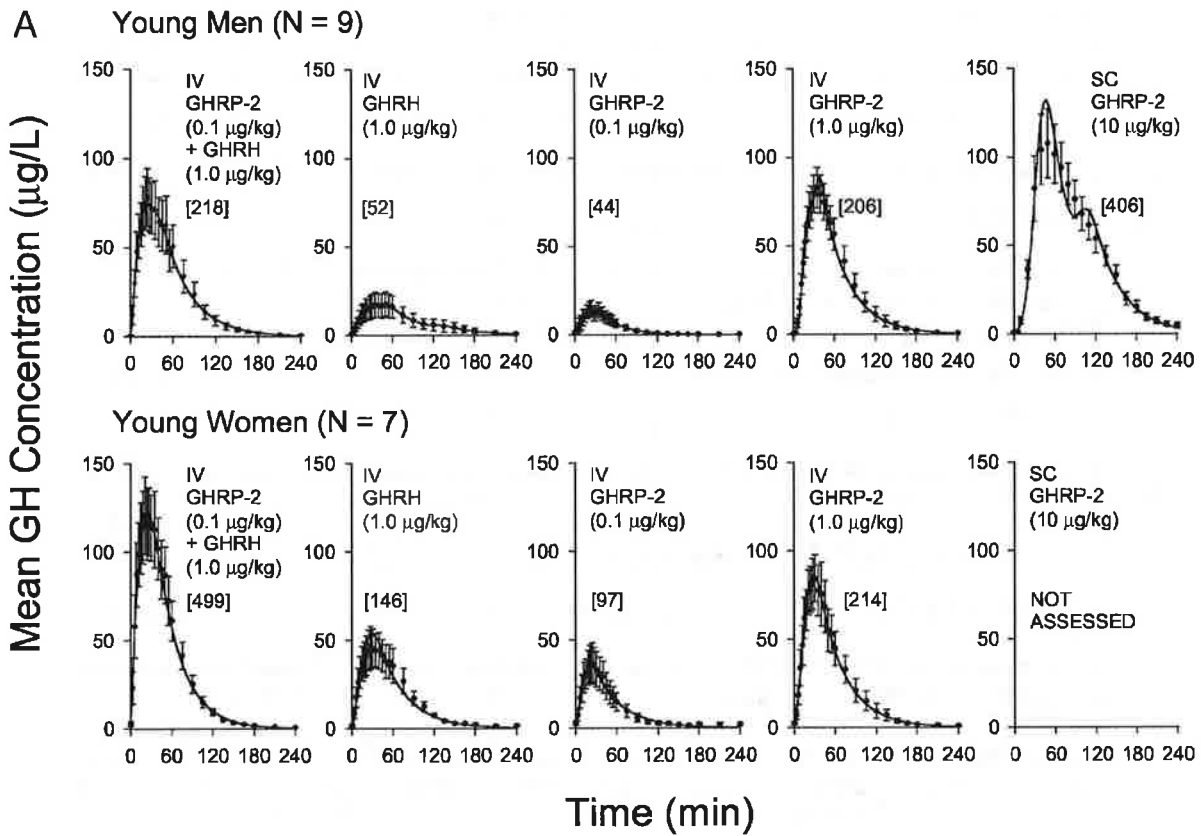 A
Young Men (N = 9)
Mean GH Concentration (μg/L)
150
100
50
0
0 60 120 180 240
IV
GHRP-2
(0.1 μg/kg)
+ GHRH
(1.0 μg/kg)
[218]
150
100
50
0
0 60 120 180 240
IV
GHRH
(1.0 μg/kg)
[52]
150
100
50
0
0 60 120 180 240
IV
GHRP-2
(0.1 μg/kg)
[44]
150
100
50
0
0 60 120 180 240
IV
GHRP-2
(1.0 μg/kg)
[206]
150
100
50
0
0 60 120 180 240
SC
GHRP-2
(10 μg/kg)
[406]
Young Women (N = 7)
150
100
50
0
0 60 120 180 240
IV
GHRP-2
(0.1 μg/kg)
+ GHRH
(1.0 μg/kg)
[499]
150
100
50
0
0 60 120 180 240
IV
GHRH
(1.0 μg/kg)
[146]
150
100
50
0
0 60 120 180 240
IV
GHRP-2
(0.1 μg/kg)
[97]
150
100
50
0
0 60 120 180 240
IV
GHRP-2
(1.0 μg/kg)
[214]
150
100
50
0
0 60 120 180 240
SC
GHRP-2
(10 μg/kg)
NOT
ASSESSED
Time (min)